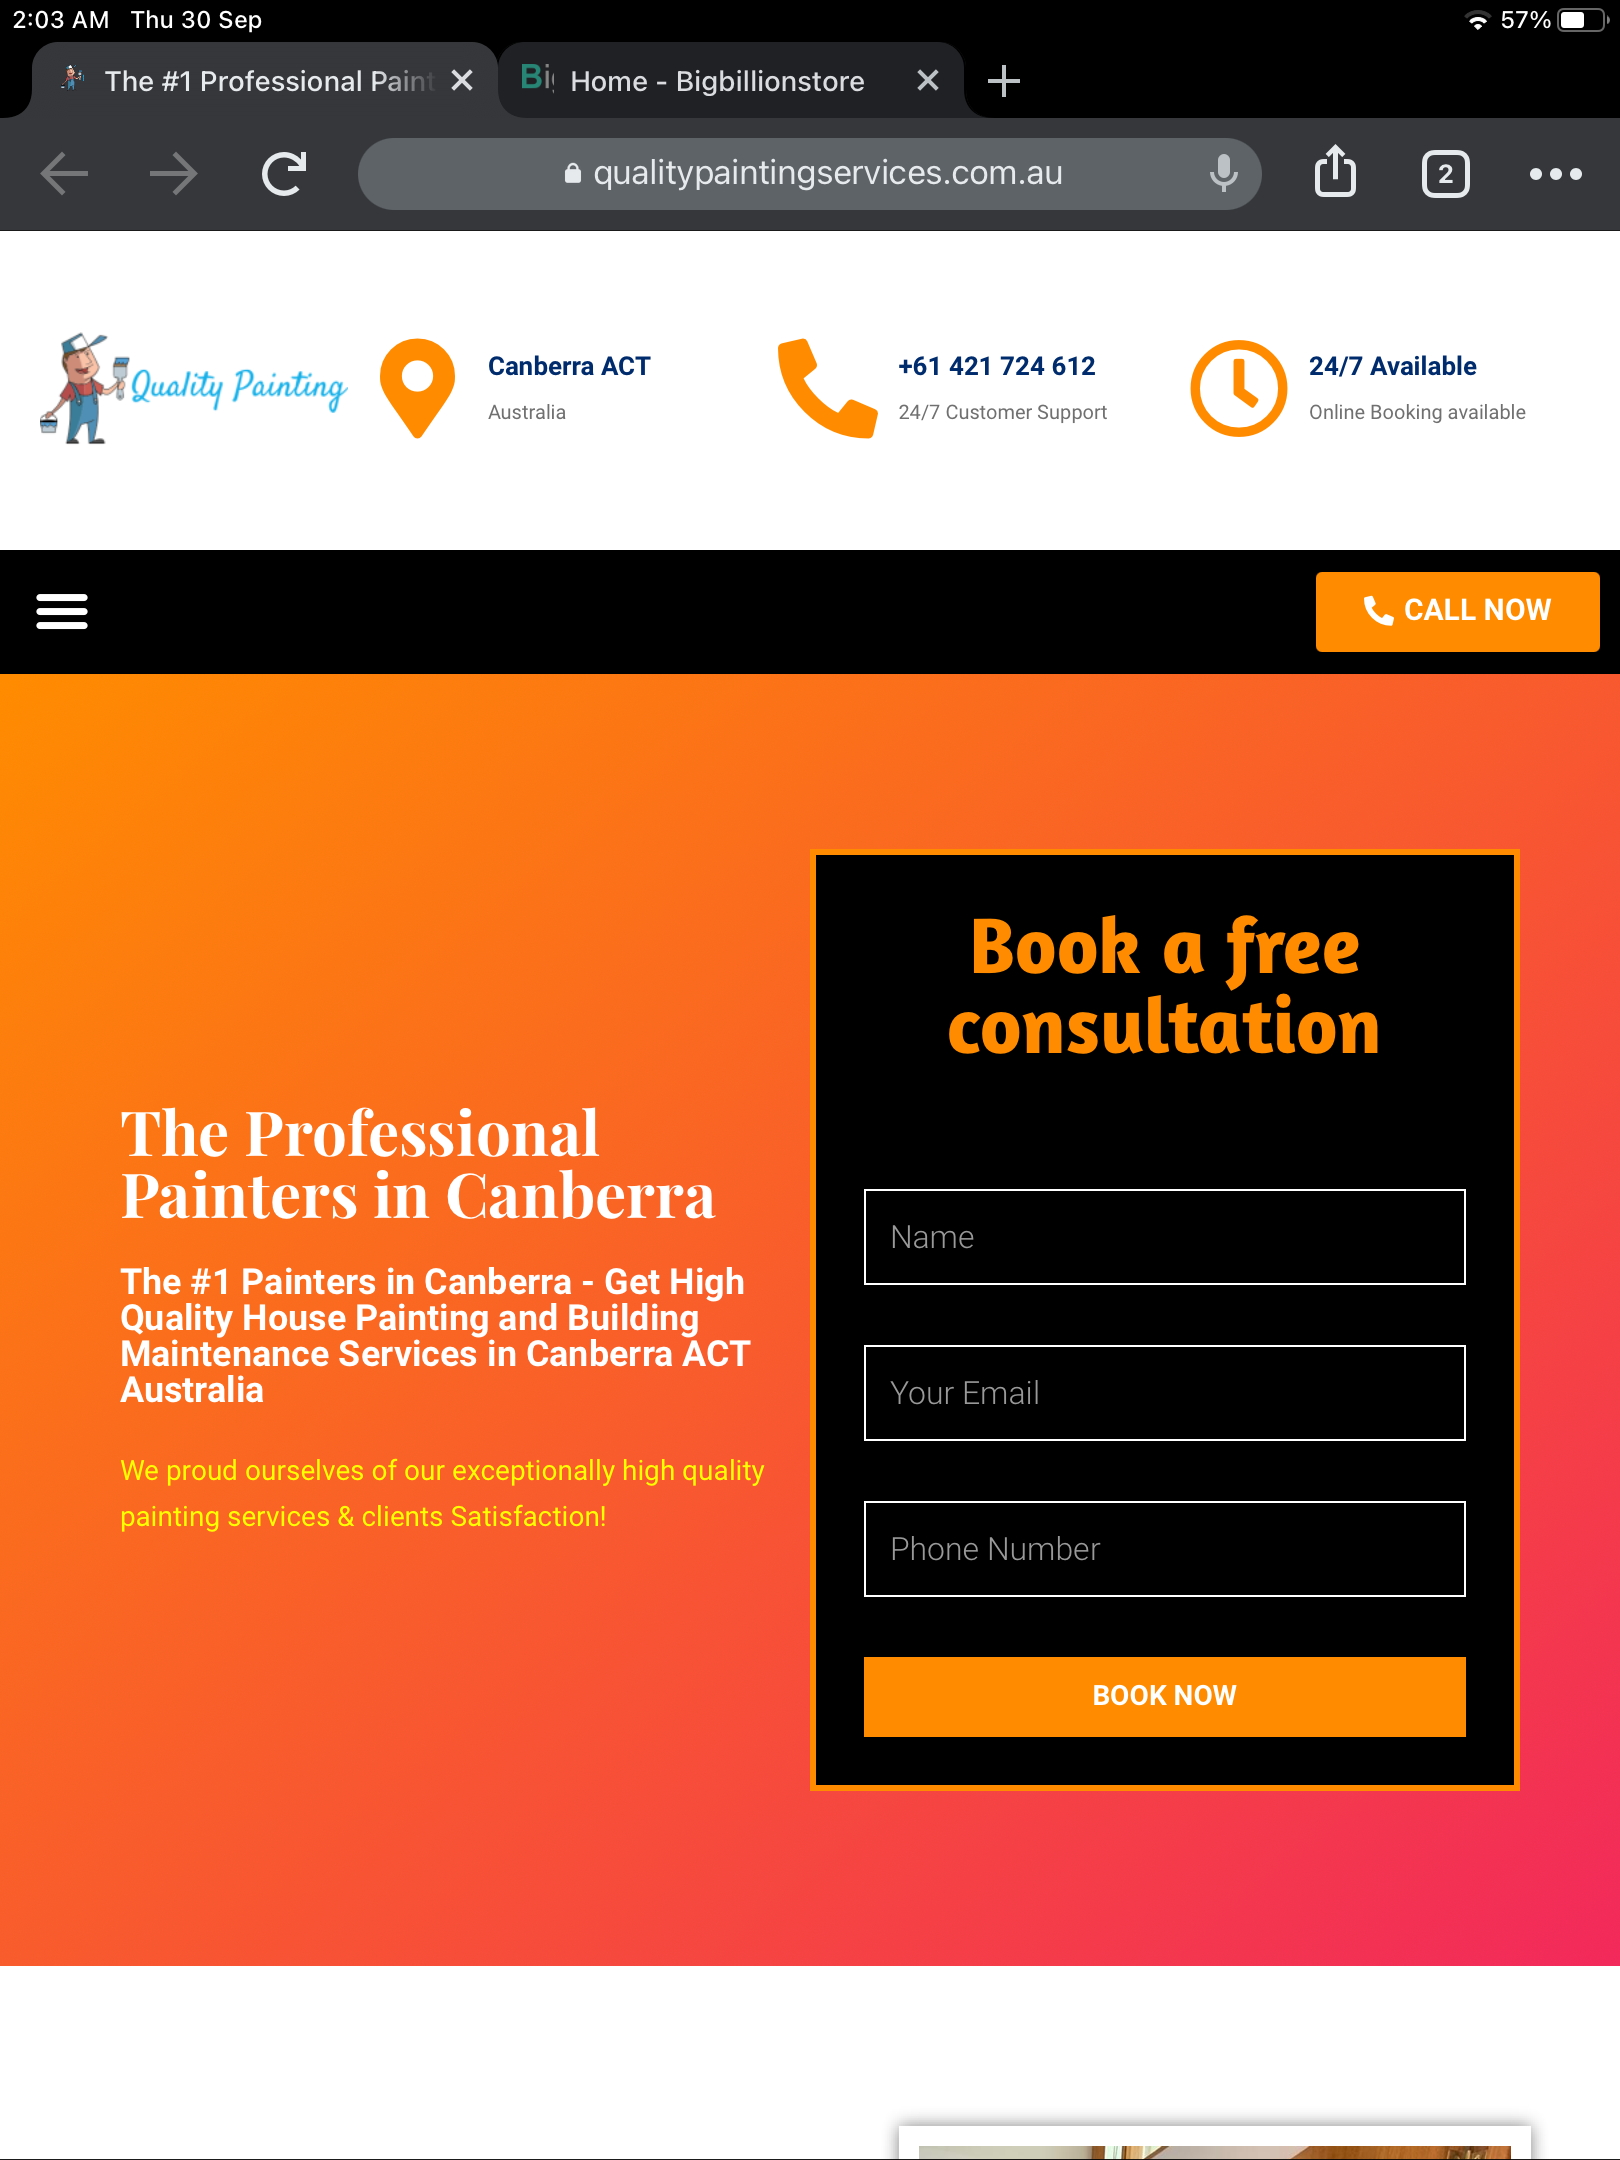 2:03 AM Thu 30 Sep
57%
The #1 Professional Paint
Home - Bigbillionstore
qualitypaintingservices.com.au
2
Quality Painting
Canberra ACT
Australia
+61 421 724 612
24/7 Customer Support
24/7 Available
Online Booking available
CALL NOW
The Professional
Painters in Canberra
The #1 Painters in Canberra - Get High
Quality House Painting and Building
Maintenance Services in Canberra ACT
Australia
We proud ourselves of our exceptionally high quality
painting services & clients Satisfaction!
Book a free
consultation
Name
Your Email
Phone Number
BOOK NOW